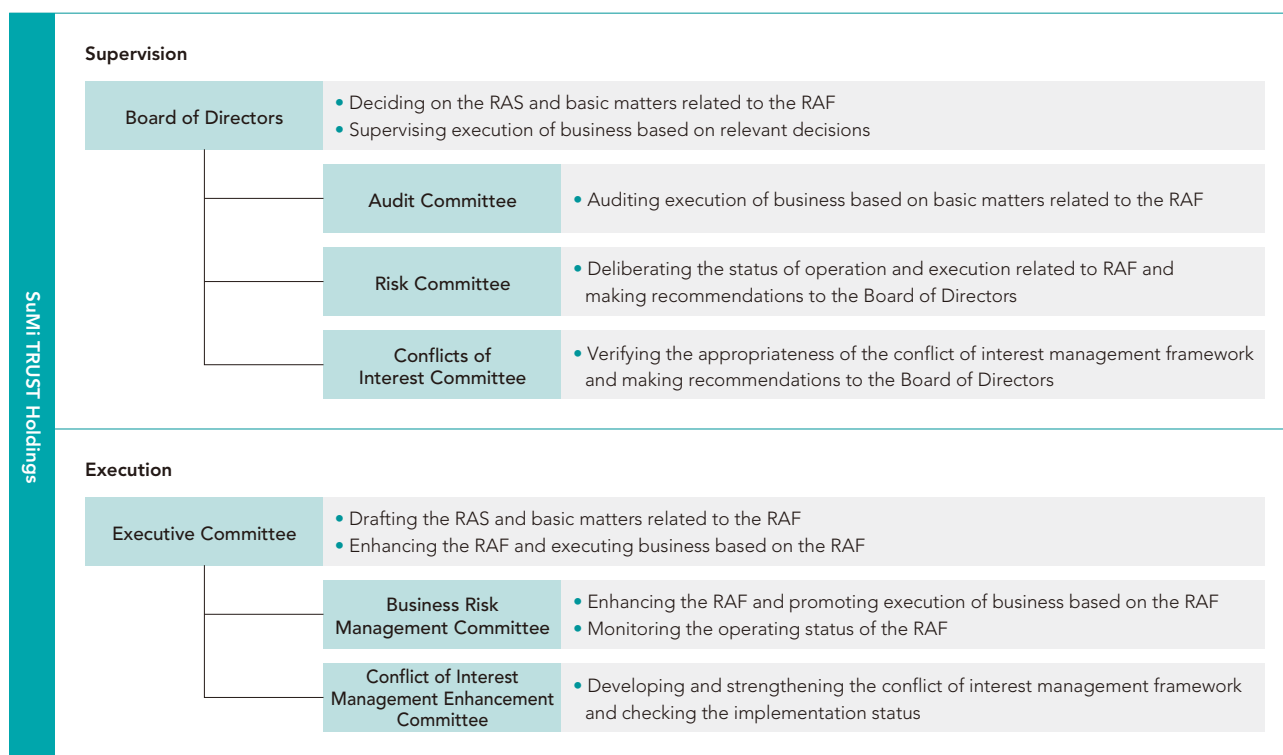 SuMi TRUST Holdings
Supervision
Board of Directors
• Deciding on the RAS and basic matters related to the RAF
• Supervising execution of business based on relevant decisions
Audit Committee
• Auditing execution of business based on basic matters related to the RAF
Risk Committee
• Deliberating the status of operation and execution related to RAF and
making recommendations to the Board of Directors
Conflicts of
Interest Committee
• Verifying the appropriateness of the conflict of interest management framework
and making recommendations to the Board of Directors
Execution
Executive Committee
• Drafting the RAS and basic matters related to the RAF
• Enhancing the RAF and executing business based on the RAF
Business Risk
Management Committee
• Enhancing the RAF and promoting execution of business based on the RAF
• Monitoring the operating status of the RAF
Conflict of Interest
Management Enhancement
Committee
• Developing and strengthening the conflict of interest management framework
and checking the implementation status